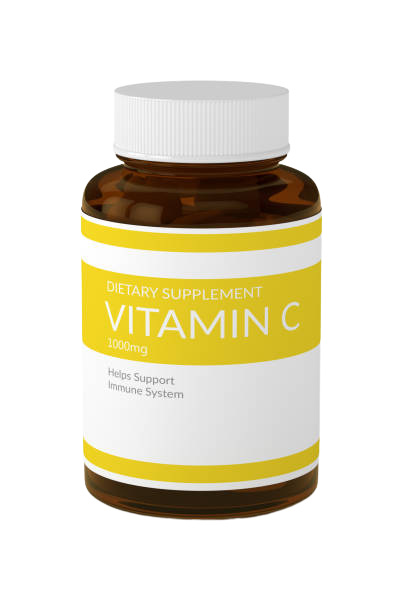 DIETARY SUPPLEMENT
VITAMIN C
1000mg
Helps Support
Immune System